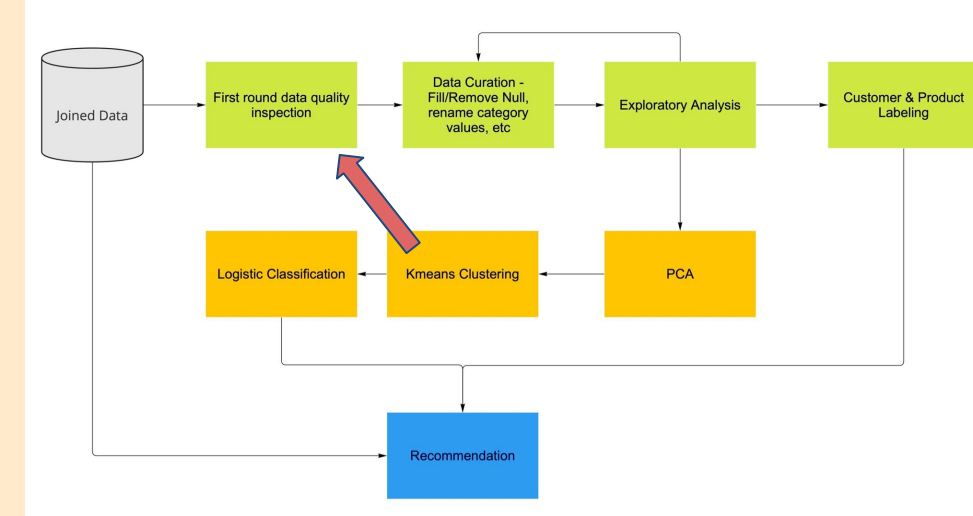 Joined Data
First round data quality
inspection
Data Curation -
Fill/Remove Null,
rename category
values, etc
Exploratory Analysis
Customer & Product
Labeling
Logistic Classification
Kmeans Clustering
PCA
Recommendation